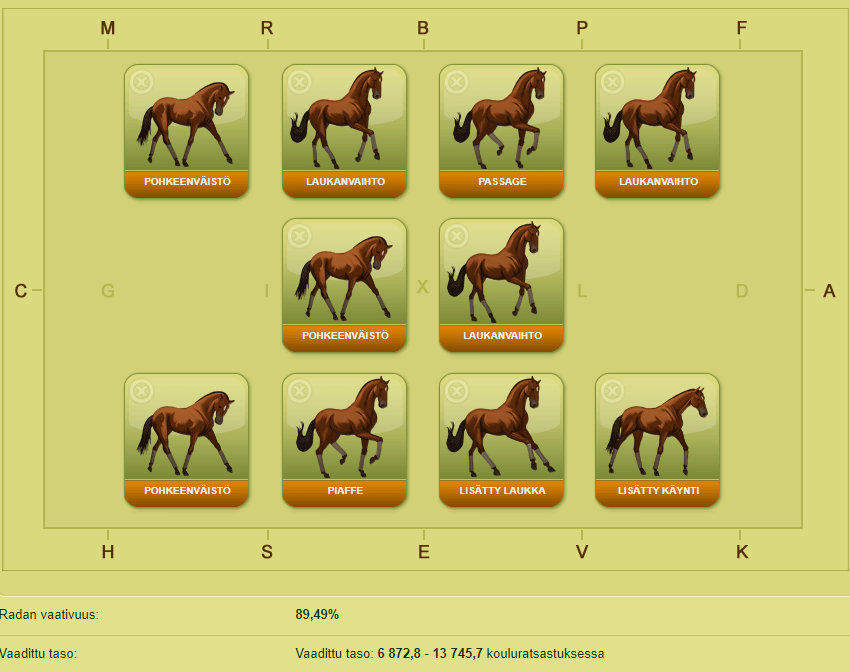 M R B P F
POHKEENVÄISTÖ LAUKANVAIHTO PASSAGE LAUKANVAIHTO
C G I X L D A
POHKEENVÄISTÖ LAUKANVAIHTO
POHKEENVÄISTÖ PIAFFE LISÄTTY LAUKKA LISÄTTY KÄYNTI
H S E V K
Radan vaativuus: 89,49%
Vaadittu taso: Vaadittu taso: 6 872,8 - 13 745,7 kouluratsastuksessa